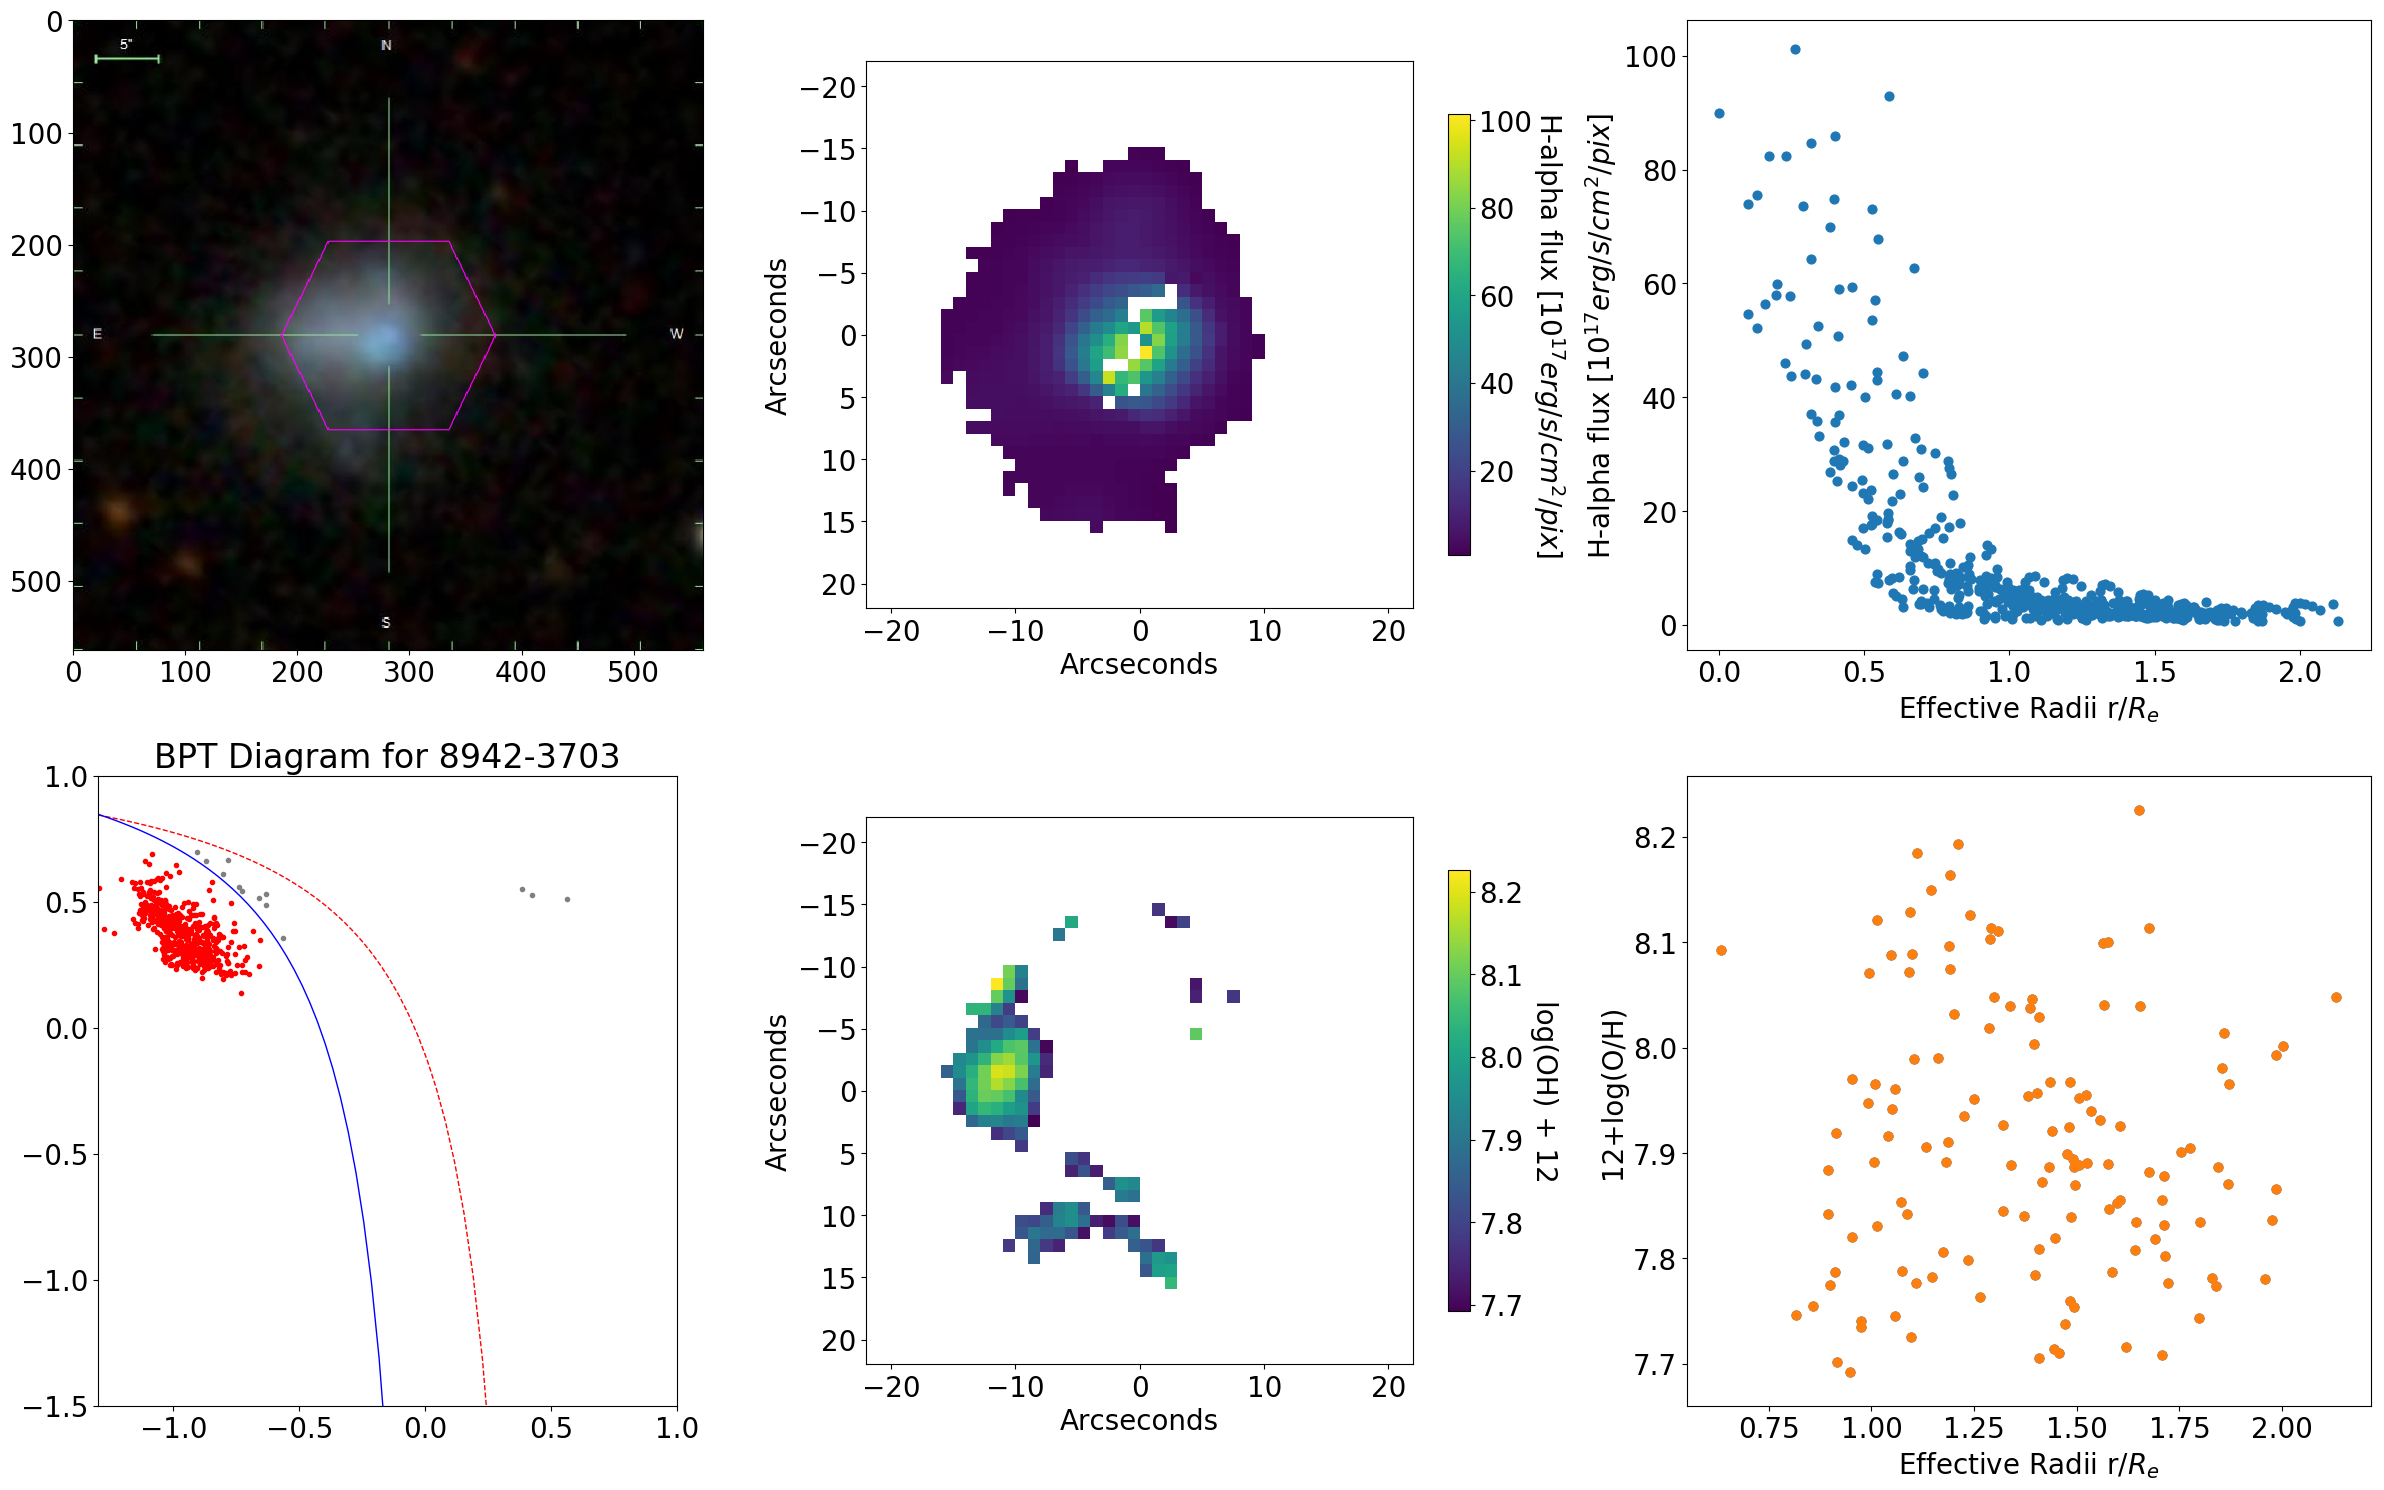 5"
N
E
W
S
0
100
200
300
400
500
0 100 200 300 400 500
−20
−15
−10
−5
0
5
10
15
20
−20 −10 0 10 20
Arcseconds
Arcseconds
100
80
60
40
20
H-alpha flux [10^17 erg/s/cm^2/pix]
H-alpha flux [10^17 erg/s/cm^2/pix]
100
80
60
40
20
0
0.0 0.5 1.0 1.5 2.0
Effective Radii r/R_e
BPT Diagram for 8942-3703
1.0
0.5
0.0
−0.5
−1.0
−1.5
−1.0 −0.5 0.0 0.5 1.0
−20
−15
−10
−5
0
5
10
15
20
−20 −10 0 10 20
Arcseconds
Arcseconds
8.2
8.1
8.0
7.9
7.8
7.7
log(OH) + 12
12+log(O/H)
8.2
8.1
8.0
7.9
7.8
7.7
0.75 1.00 1.25 1.50 1.75 2.00
Effective Radii r/R_e